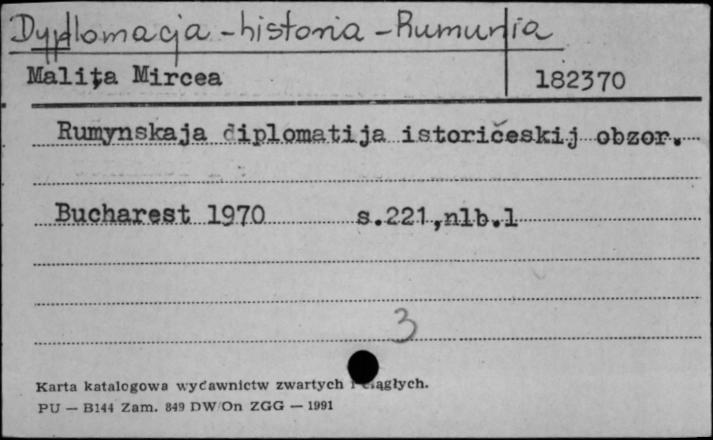 Dyplomacja - historia - Rumunia
Malița Mircea 182370
Rumynskaja diplomatija istoričeskij obzor.
Bucharest 1970 s.221,nlb.1
3
Karta katalogowa wydawnictw zwartych i ciągłych.
PU — B144 Zam. 849 DW/On ZGG — 1991